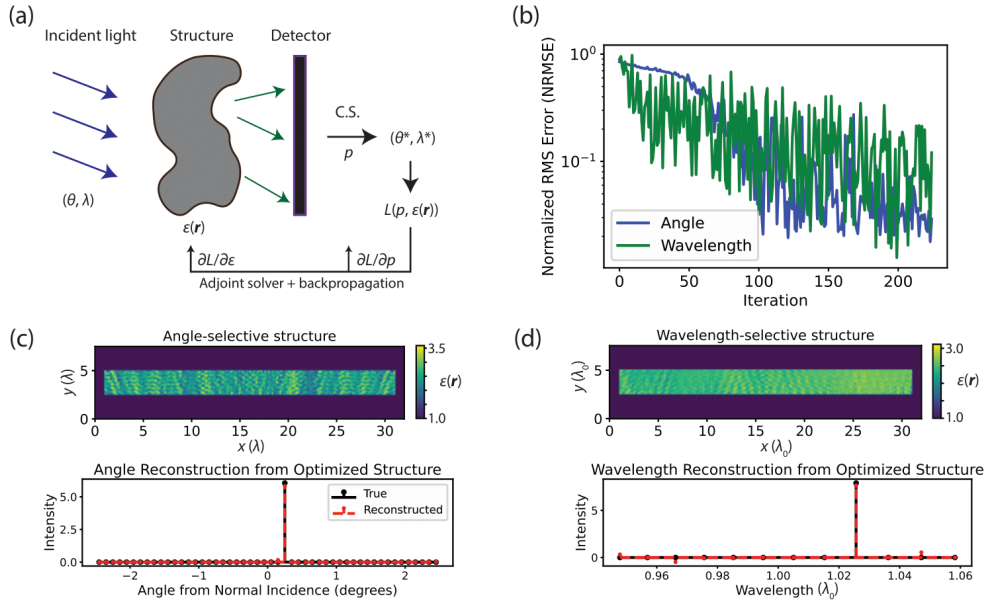 (a)
Incident light
Structure
Detector
(θ, λ)
ε(r)
C.S.
p
(θ*, λ*)
L(p, ε(r))
∂L/∂ε
∂L/∂p
Adjoint solver + backpropagation
(b)
Normalized RMS Error (NRMSE)
10⁰
10⁻¹
Angle
Wavelength
0 50 100 150 200
Iteration
(c)
Angle-selective structure
y (λ)
5
0
0 5 10 15 20 25 30
x (λ)
3.5
ε(r)
1.0
Angle Reconstruction from Optimized Structure
Intensity
5.0
2.5
0.0
True
Reconstructed
−2 −1 0 1 2
Angle from Normal Incidence (degrees)
(d)
Wavelength-selective structure
y (λ₀)
5
0
0 5 10 15 20 25 30
x (λ₀)
3.0
ε(r)
1.0
Wavelength Reconstruction from Optimized Structure
Intensity
5
0
0.96 0.98 1.00 1.02 1.04 1.06
Wavelength (λ₀)